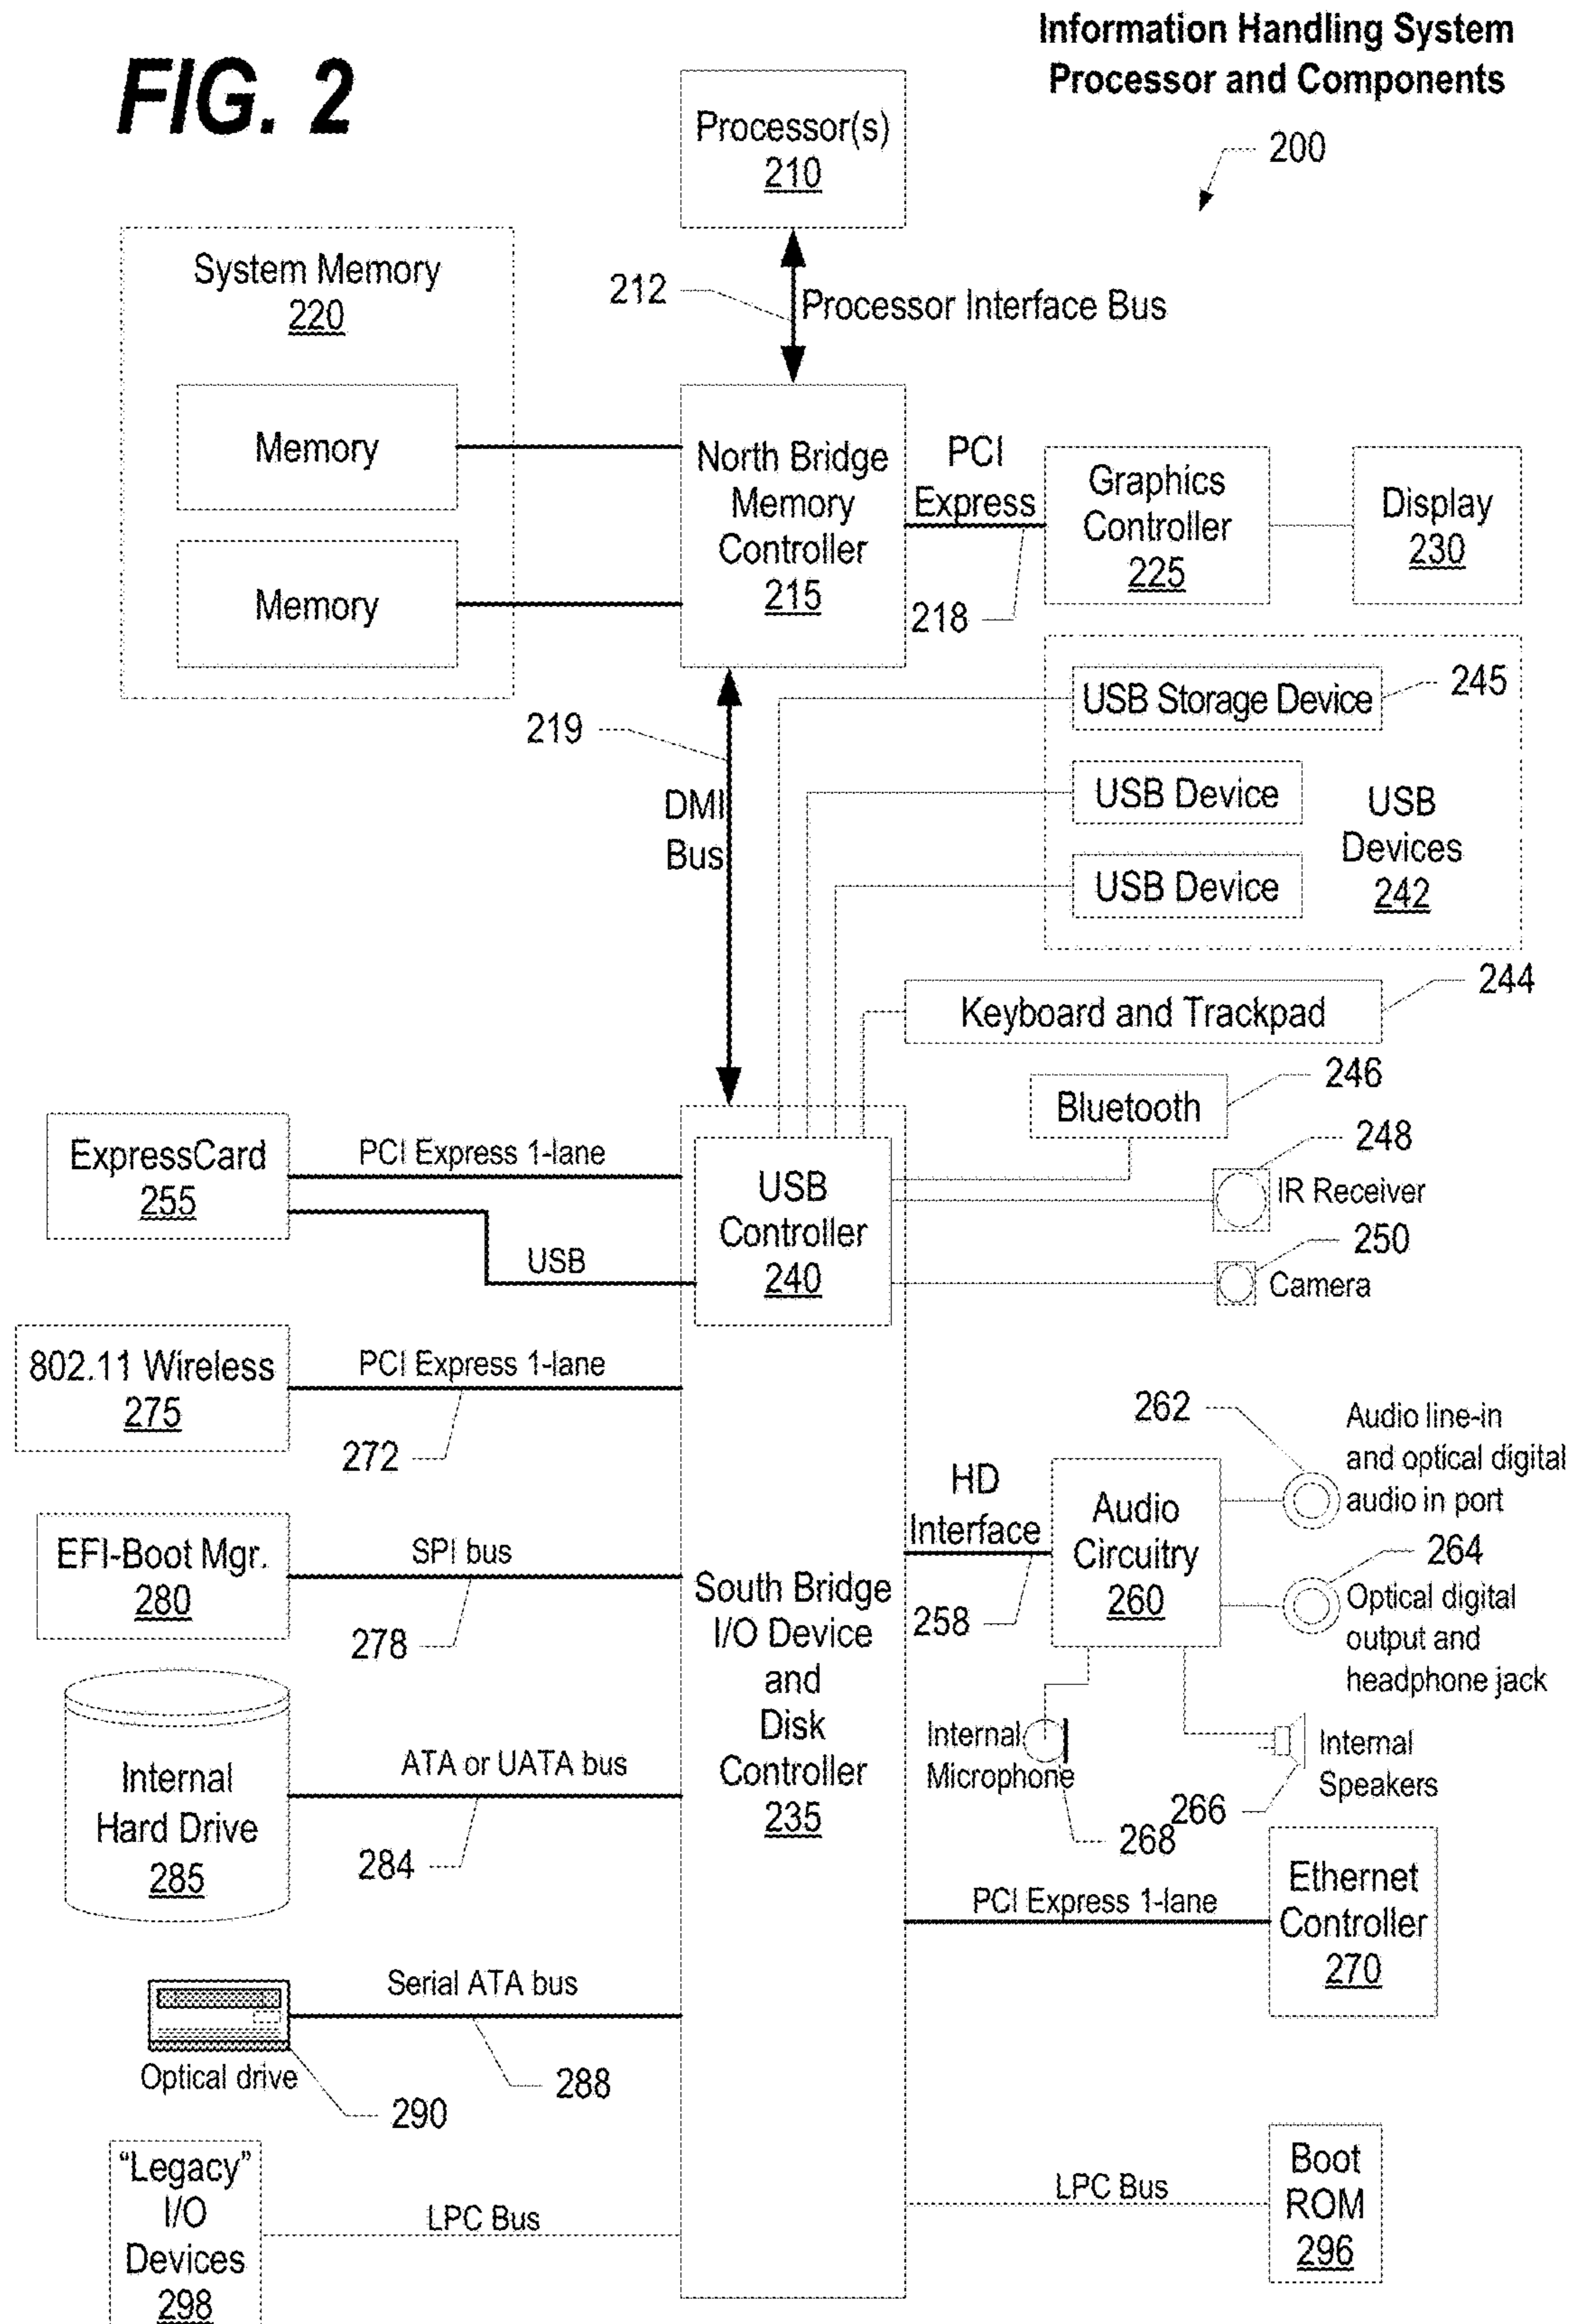 Information Handling System
Processor and Components
FIG. 2
200
Processor(s)
210
System Memory
220
212
Processor Interface Bus
Memory
Memory
North Bridge
Memory
Controller
215
PCI
Express
218
Graphics
Controller
225
Display
230
USB Storage Device
245
219
DMI
Bus
USB Device
USB Device
USB
Devices
242
244
Keyboard and Trackpad
246
Bluetooth
248
IR Receiver
250
Camera
ExpressCard
255
PCI Express 1-lane
USB
USB
Controller
240
802.11 Wireless
275
PCI Express 1-lane
272
262
Audio line-in
and optical digital
audio in port
HD
Interface
258
Audio
Circuitry
260
264
Optical digital
output and
headphone jack
EFI-Boot Mgr.
280
SPI bus
278
South Bridge
I/O Device
and
Disk
Controller
235
Internal
Microphone
268
Internal
Speakers
266
Internal
Hard Drive
285
ATA or UATA bus
284
PCI Express 1-lane
Ethernet
Controller
270
Serial ATA bus
288
Optical drive
290
"Legacy"
I/O
Devices
298
LPC Bus
LPC Bus
Boot
ROM
296